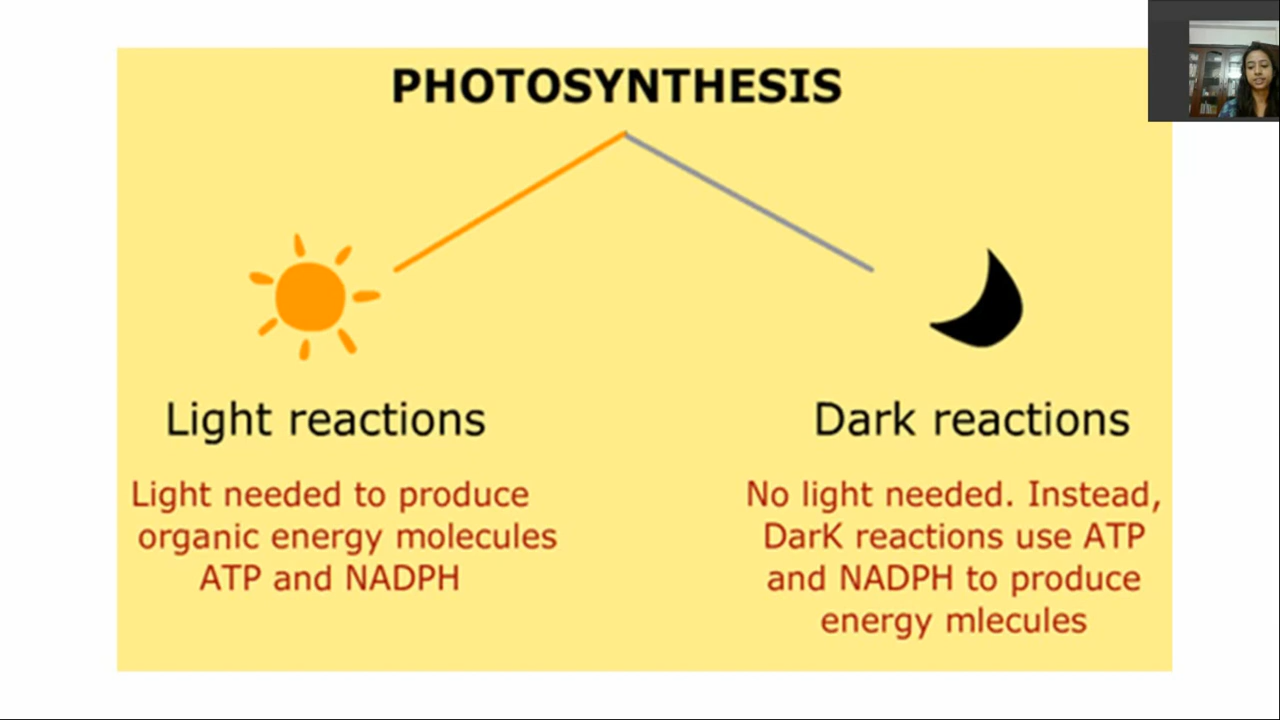 PHOTOSYNTHESIS
Light reactions
Light needed to produce
organic energy molecules
ATP and NADPH
Dark reactions
No light needed. Instead,
DarK reactions use ATP
and NADPH to produce
energy mlecules